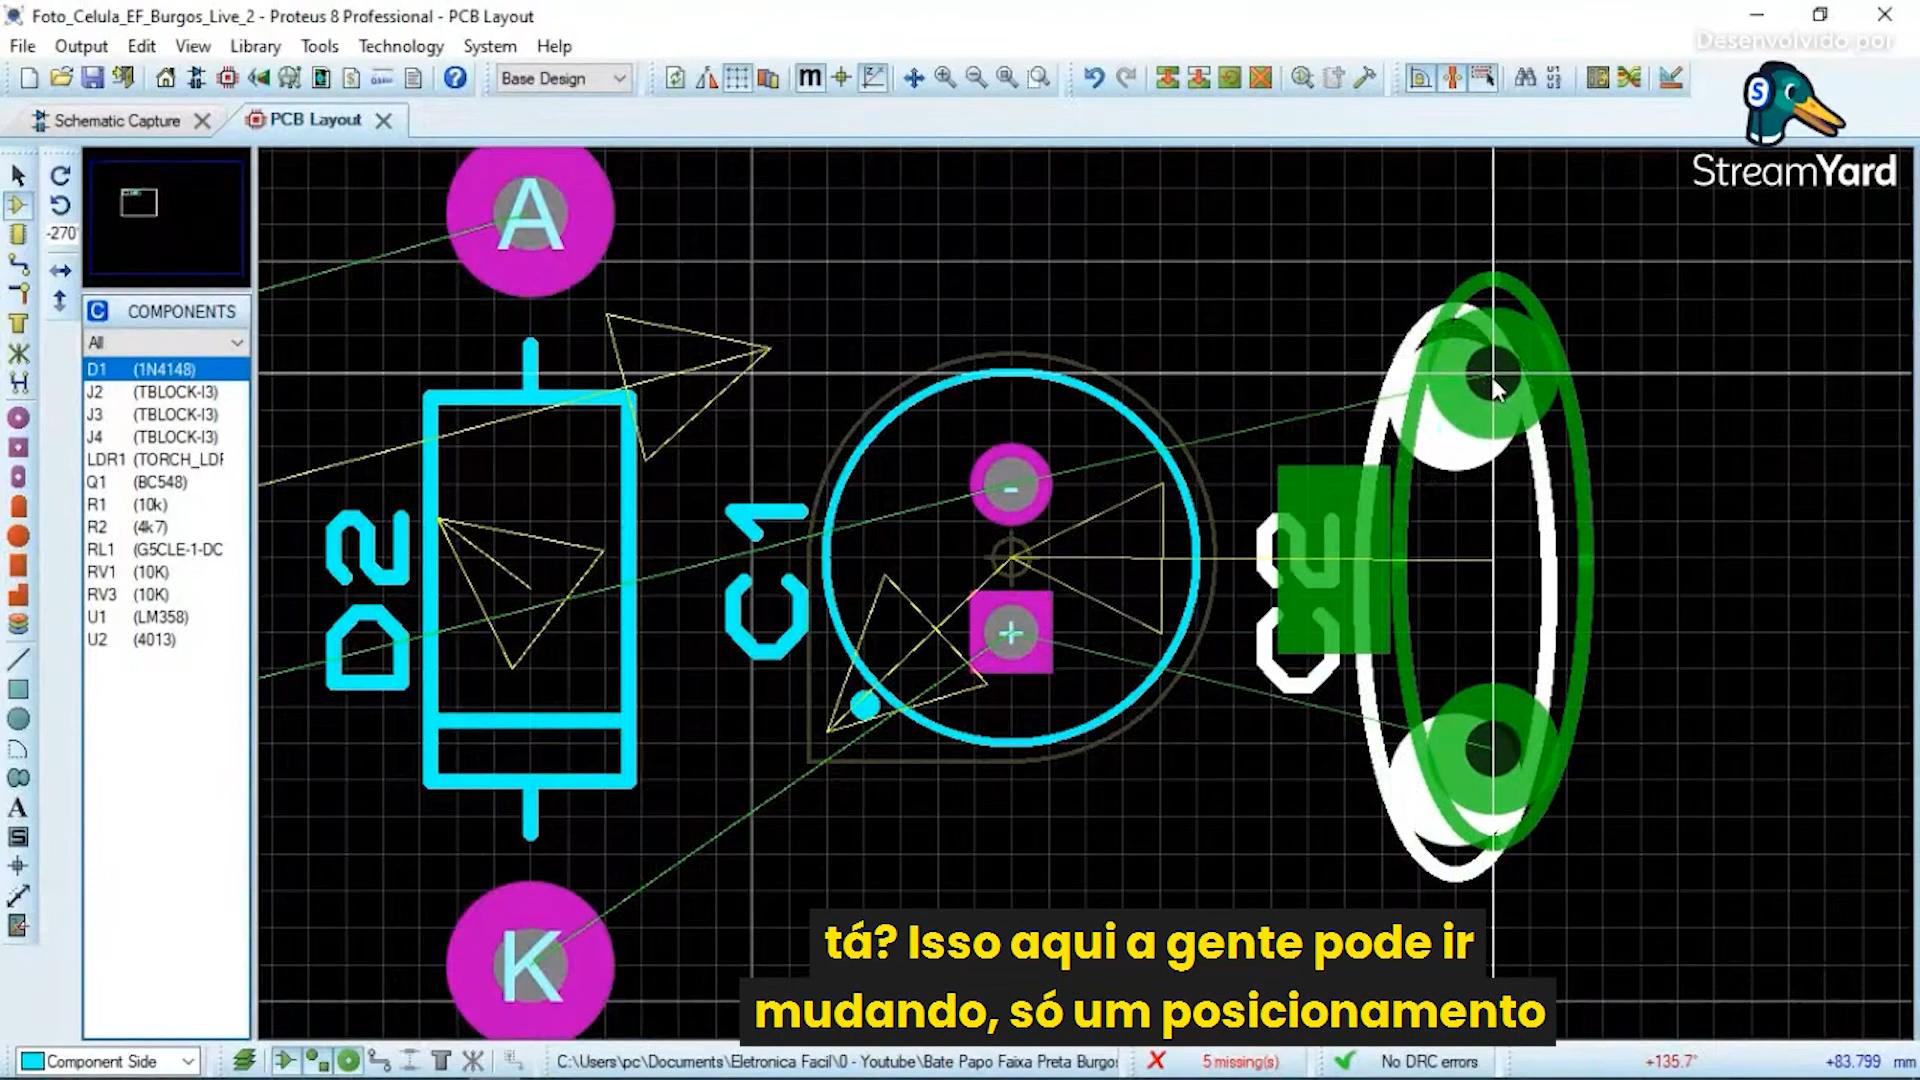 Foto_Celula_EF_Burgos_Live_2 - Proteus 8 Professional - PCB Layout
Desenvolvido por
File Output Edit View Library Tools Technology System Help
Base Design
m
S
Schematic Capture
PCB Layout
StreamYard
-270°
C COMPONENTS
All
D1 (1N4148)
J2 (TBLOCK-I3)
J3 (TBLOCK-I3)
J4 (TBLOCK-I3)
LDR1 (TORCH_LDR
Q1 (BC548)
R1 (10k)
R2 (4k7)
RL1 (G5CLE-1-DC
RV1 (10K)
RV3 (10K)
U1 (LM358)
U2 (4013)
A
D2
C1
-
+
C2
K
tá? Isso aqui a gente pode ir
mudando, só um posicionamento
Component Side
C:\Users\pc\Documents\Eletronica Facil\0 - Youtube\Bate Papo Faixa Preta Burgos
5 missing(s)
No DRC errors
+135.7°
+83.799 mm